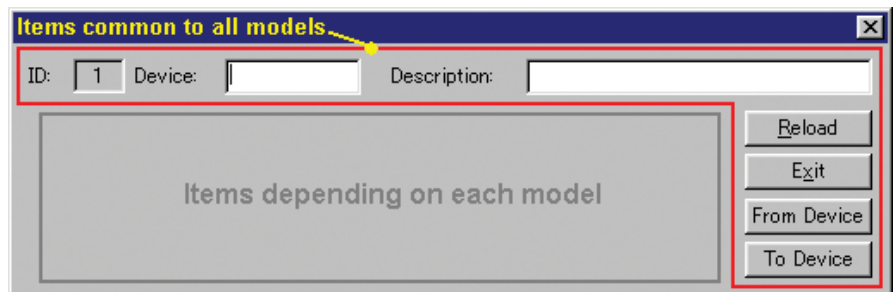 Items common to all models
ID: 1 Device: Description:
Reload
Exit
Items depending on each model
From Device
To Device